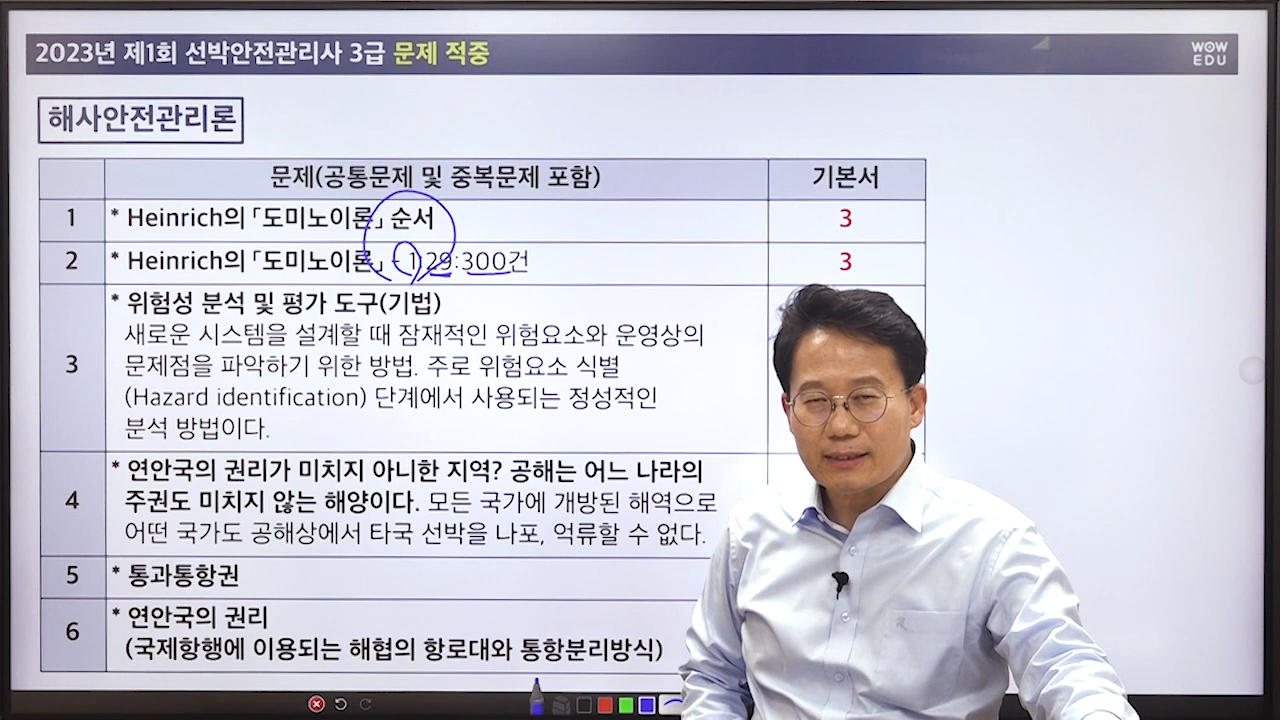 2023년 제1회 선박안전관리사 3급 문제 적중
WOW
EDU
해사안전관리론
문제(공통문제 및 중복문제 포함) 기본서
1 * Heinrich의 「도미노이론」 순서 3
2 * Heinrich의 「도미노이론」 - 1:29:300건 3
3 * 위험성 분석 및 평가 도구(기법)
새로운 시스템을 설계할 때 잠재적인 위험요소와 운영상의
문제점을 파악하기 위한 방법. 주로 위험요소 식별
(Hazard identification) 단계에서 사용되는 정성적인
분석 방법이다.
4 * 연안국의 권리가 미치지 아니한 지역? 공해는 어느 나라의
주권도 미치지 않는 해양이다. 모든 국가에 개방된 해역으로
어떤 국가도 공해상에서 타국 선박을 나포, 억류할 수 없다.
5 * 통과통항권
6 * 연안국의 권리
(국제항행에 이용되는 해협의 항로대와 통항분리방식)